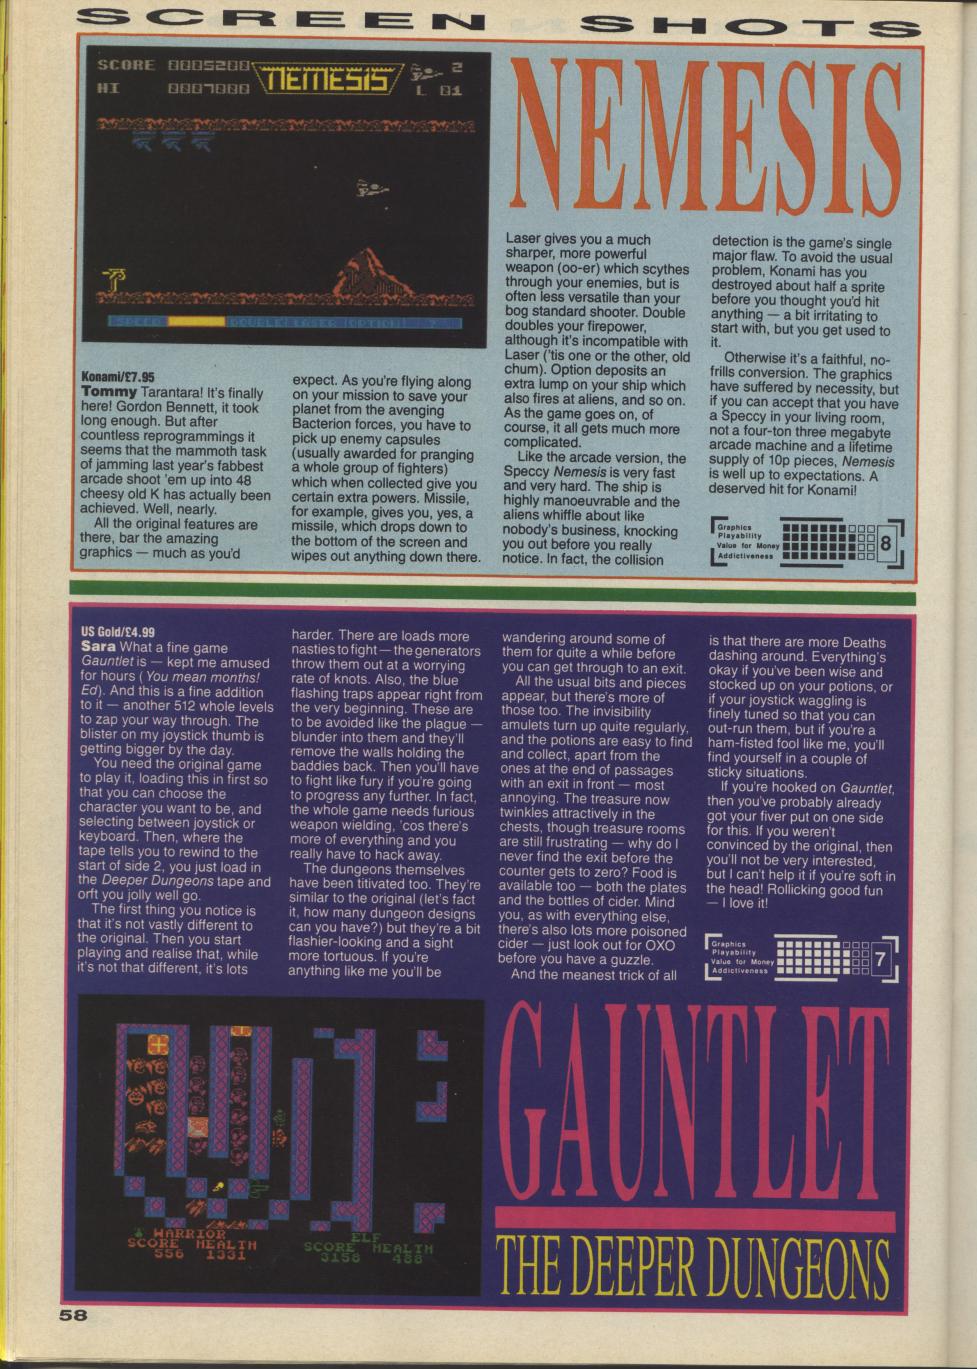 SCREEN SHOTS
SCORE 0005200
NEMESIS
2
HI 0007000
L 01
SPEED DOUBLE LASER OPTION ?
NEMESIS
Konami/£7.95
Tommy Tarantara! It's finally
here! Gordon Bennett, it took
long enough. But after
countless reprogrammings it
seems that the mammoth task
of jamming last year's fabbest
arcade shoot 'em up into 48
cheesy old K has actually been
achieved. Well, nearly.
All the original features are
there, bar the amazing
graphics — much as you'd
expect. As you're flying along
on your mission to save your
planet from the avenging
Bacterion forces, you have to
pick up enemy capsules
(usually awarded for pranging
a whole group of fighters)
which when collected give you
certain extra powers. Missile,
for example, gives you, yes, a
missile, which drops down to
the bottom of the screen and
wipes out anything down there.
Laser gives you a much
sharper, more powerful
weapon (oo-er) which scythes
through your enemies, but is
often less versatile than your
bog standard shooter. Double
doubles your firepower,
although it's incompatible with
Laser ('tis one or the other, old
chum). Option deposits an
extra lump on your ship which
also fires at aliens, and so on.
As the game goes on, of
course, it all gets much more
complicated.
Like the arcade version, the
Speccy Nemesis is very fast
and very hard. The ship is
highly manoeuvrable and the
aliens whiffle about like
nobody's business, knocking
you out before you really
notice. In fact, the collision
detection is the game's single
major flaw. To avoid the usual
problem, Konami has you
destroyed about half a sprite
before you thought you'd hit
anything — a bit irritating to
start with, but you get used to
it.
Otherwise it's a faithful, no-
frills conversion. The graphics
have suffered by necessity, but
if you can accept that you have
a Speccy in your living room,
not a four-ton three megabyte
arcade machine and a lifetime
supply of 10p pieces, Nemesis
is well up to expectations. A
deserved hit for Konami!
Graphics
Playability
Value for Money
Addictiveness
8
US Gold/£4.99
Sara What a fine game
Gauntlet is — kept me amused
for hours (You mean months!
Ed). And this is a fine addition
to it — another 512 whole levels
to zap your way through. The
blister on my joystick thumb is
getting bigger by the day.
You need the original game
to play it, loading this in first so
that you can choose the
character you want to be, and
selecting between joystick or
keyboard. Then, where the
tape tells you to rewind to the
start of side 2, you just load in
the Deeper Dungeons tape and
orft you jolly well go.
The first thing you notice is
that it's not vastly different to
the original. Then you start
playing and realise that, while
it's not that different, it's lots
harder. There are loads more
nasties to fight — the generators
throw them out at a worrying
rate of knots. Also, the blue
flashing traps appear right from
the very beginning. These are
to be avoided like the plague —
blunder into them and they'll
remove the walls holding the
baddies back. Then you'll have
to fight like fury if you're going
to progress any further. In fact,
the whole game needs furious
weapon wielding, 'cos there's
more of everything and you
really have to hack away.
The dungeons themselves
have been titivated too. They're
similar to the original (let's fact
it, how many dungeon designs
can you have?) but they're a bit
flashier-looking and a sight
more tortuous. If you're
anything like me you'll be
wandering around some of
them for quite a while before
you can get through to an exit.
All the usual bits and pieces
appear, but there's more of
those too. The invisibility
amulets turn up quite regularly,
and the potions are easy to find
and collect, apart from the
ones at the end of passages
with an exit in front — most
annoying. The treasure now
twinkles attractively in the
chests, though treasure rooms
are still frustrating — why do I
never find the exit before the
counter gets to zero? Food is
available too — both the plates
and the bottles of cider. Mind
you, as with everything else,
there's also lots more poisoned
cider — just look out for OXO
before you have a guzzle.
And the meanest trick of all
is that there are more Deaths
dashing around. Everything's
okay if you've been wise and
stocked up on your potions, or
if your joystick waggling is
finely tuned so that you can
out-run them, but if you're a
ham-fisted fool like me, you'll
find yourself in a couple of
sticky situations.
If you're hooked on Gauntlet,
then you've probably already
got your fiver put on one side
for this. If you weren't
convinced by the original, then
you'll not be very interested,
but I can't help it if you're soft in
the head! Rollicking good fun
— I love it!
Graphics
Playability
Value for Money
Addictiveness
7
WARRIOR
SCORE HEALTH
556 1331
ELF
SCORE HEALTH
3158 488
GAUNTLET
THE DEEPER DUNGEONS
58